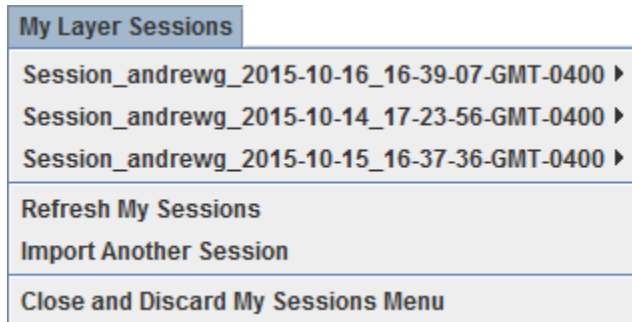 My Layer Sessions
Session_andrewg_2015-10-16_16-39-07-GMT-0400
Session_andrewg_2015-10-14_17-23-56-GMT-0400
Session_andrewg_2015-10-15_16-37-36-GMT-0400
Refresh My Sessions
Import Another Session
Close and Discard My Sessions Menu